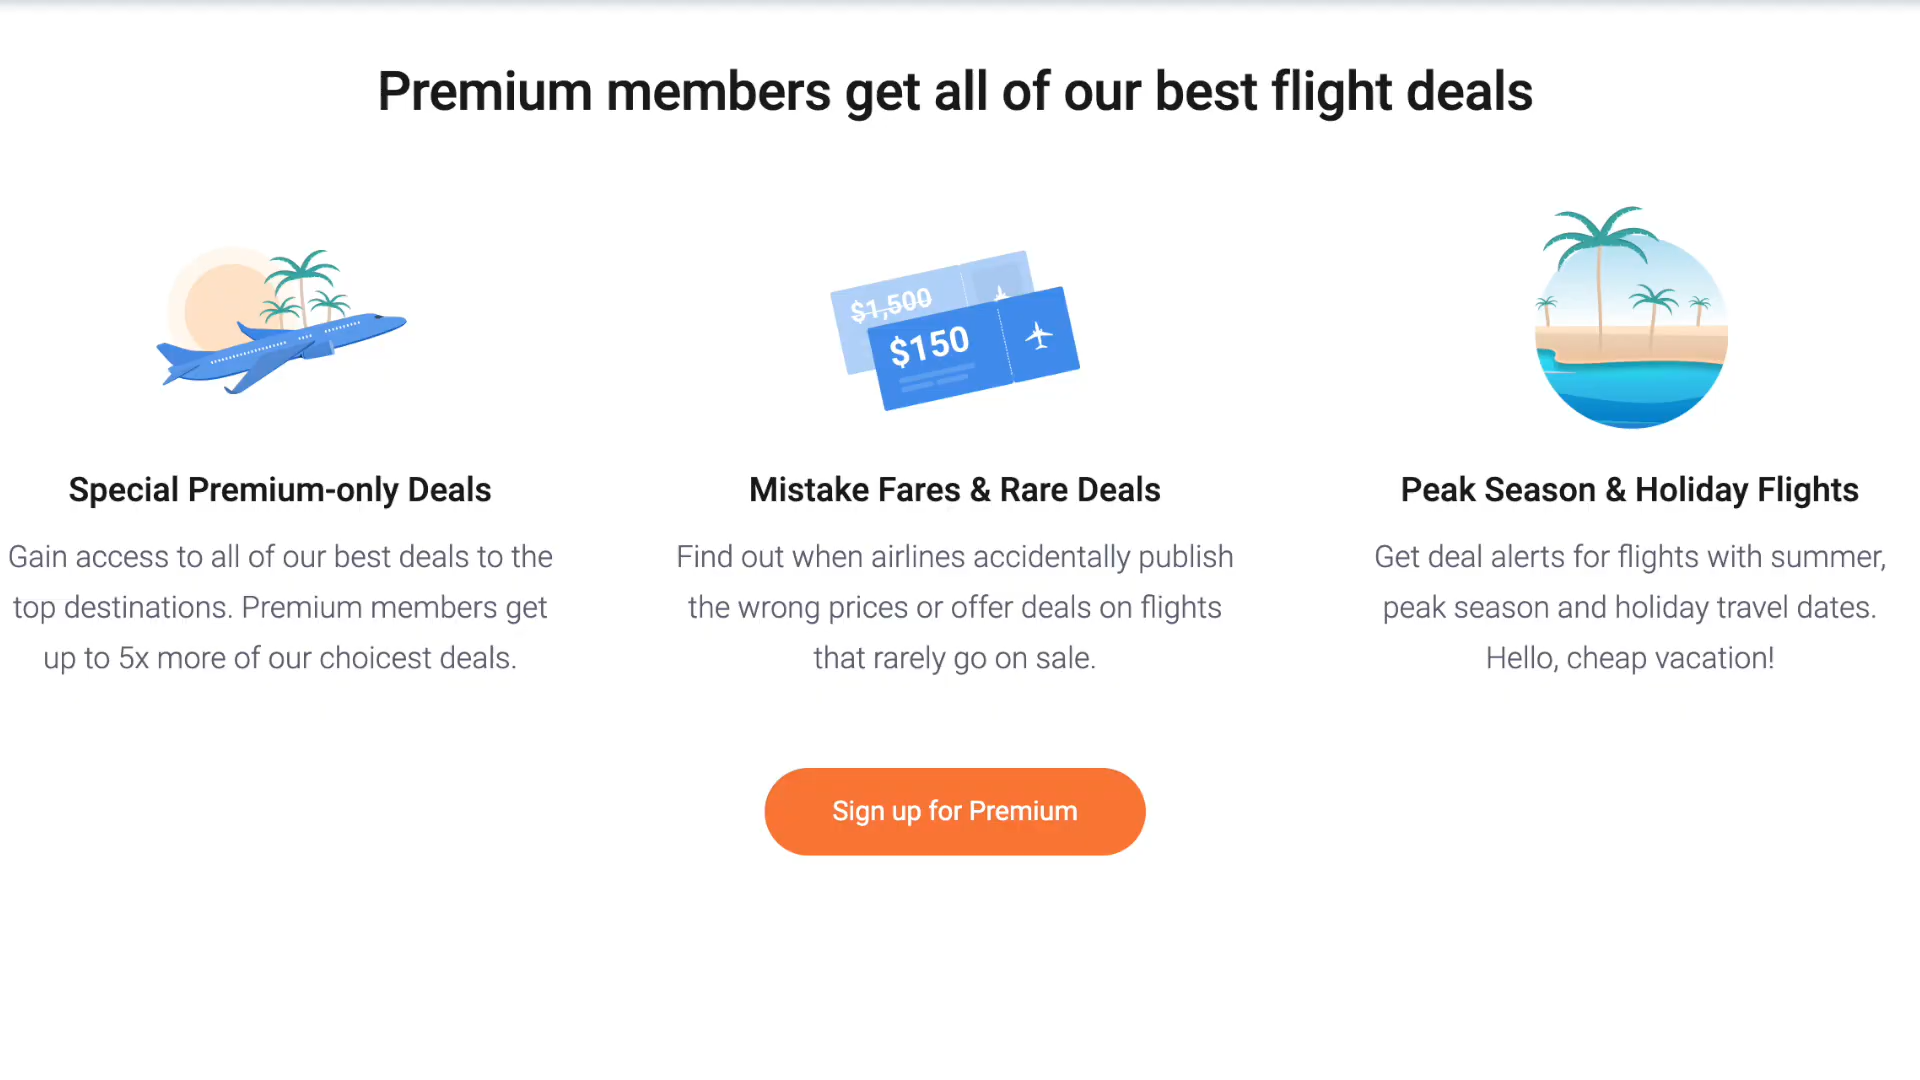 Premium members get all of our best flight deals
$1,500
$150
Special Premium-only Deals
Gain access to all of our best deals to the
top destinations. Premium members get
up to 5x more of our choicest deals.
Mistake Fares & Rare Deals
Find out when airlines accidentally publish
the wrong prices or offer deals on flights
that rarely go on sale.
Peak Season & Holiday Flights
Get deal alerts for flights with summer,
peak season and holiday travel dates.
Hello, cheap vacation!
Sign up for Premium